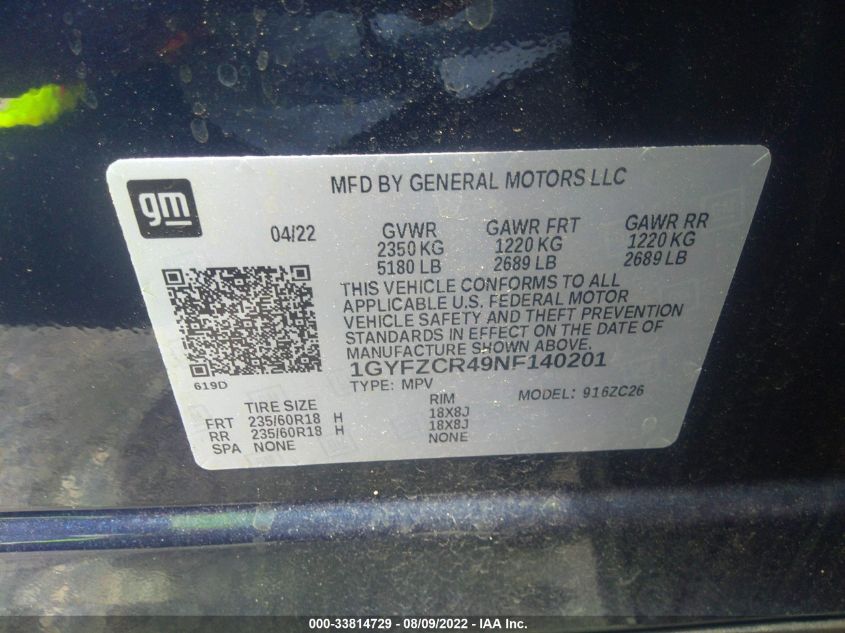 gm
MFD BY GENERAL MOTORS LLC
04/22 GVWR GAWR FRT GAWR RR
2350 KG 1220 KG 1220 KG
5180 LB 2689 LB 2689 LB
THIS VEHICLE CONFORMS TO ALL
APPLICABLE U.S. FEDERAL MOTOR
VEHICLE SAFETY AND THEFT PREVENTION
STANDARDS IN EFFECT ON THE DATE OF
MANUFACTURE SHOWN ABOVE.
1GYFZCR49NF140201
619D
TYPE: MPV MODEL: 916ZC26
TIRE SIZE RIM
FRT 235/60R18 H 18X8J
RR 235/60R18 H 18X8J
SPA NONE NONE
000-33814729 - 08/09/2022 - IAA Inc.